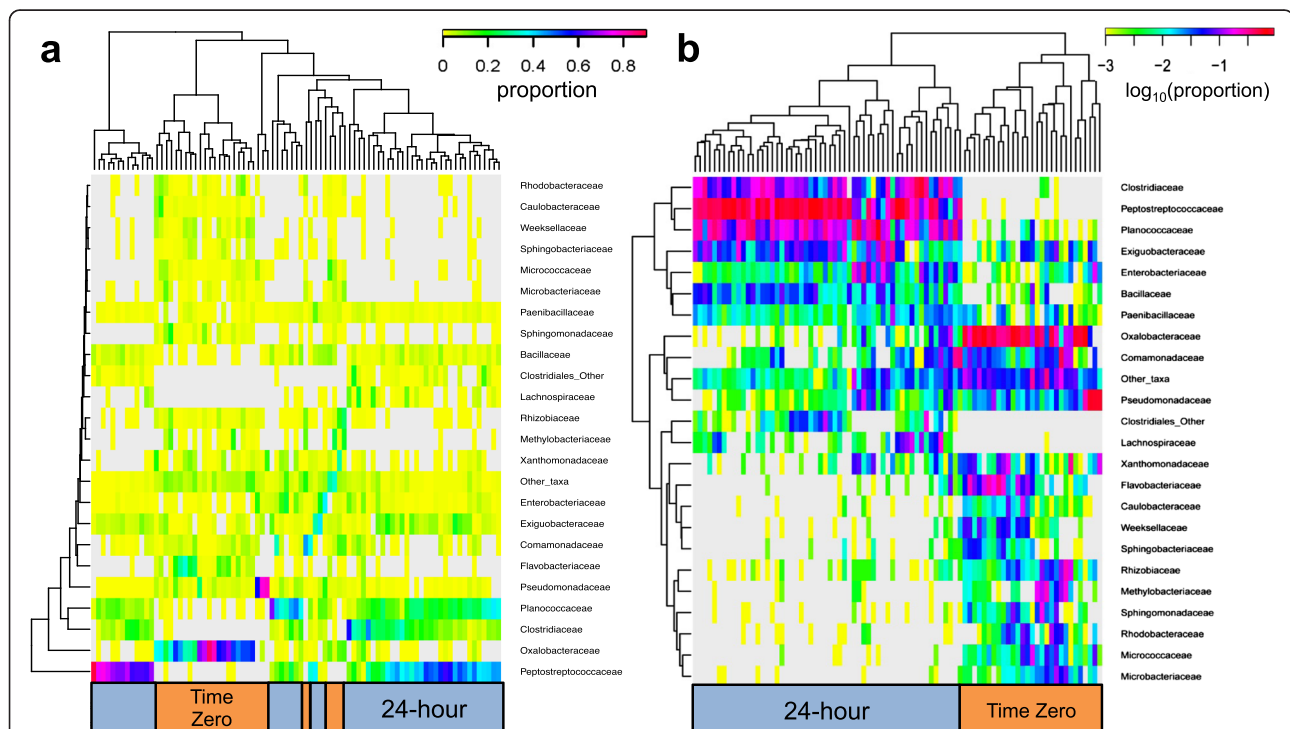 a
0 0.2 0.4 0.6 0.8
proportion
Rhodobacteraceae
Caulobacteraceae
Weeksellaceae
Sphingobacteriaceae
Micrococcaceae
Microbacteriaceae
Paenibacillaceae
Sphingomonadaceae
Bacillaceae
Clostridiales_Other
Lachnospiraceae
Rhizobiaceae
Methylobacteriaceae
Xanthomonadaceae
Other_taxa
Enterobacteriaceae
Exiguobacteraceae
Comamonadaceae
Flavobacteriaceae
Pseudomonadaceae
Planococcaceae
Clostridiaceae
Oxalobacteraceae
Peptostreptococcaceae
Time
Zero
24-hour
b
−3 −2 −1
log10(proportion)
Clostridiaceae
Peptostreptococcaceae
Planococcaceae
Exiguobacteraceae
Enterobacteriaceae
Bacillaceae
Paenibacillaceae
Oxalobacteraceae
Comamonadaceae
Other_taxa
Pseudomonadaceae
Clostridiales_Other
Lachnospiraceae
Xanthomonadaceae
Flavobacteriaceae
Caulobacteraceae
Weeksellaceae
Sphingobacteriaceae
Rhizobiaceae
Methylobacteriaceae
Sphingomonadaceae
Rhodobacteraceae
Micrococcaceae
Microbacteriaceae
24-hour
Time Zero